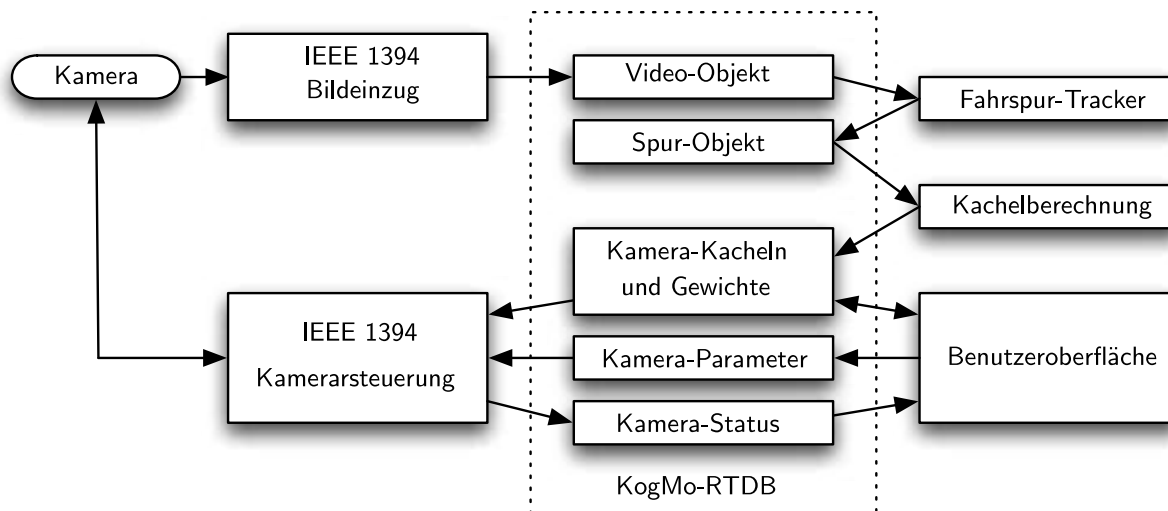 Kamera
IEEE 1394
Bildeinzug
Video-Objekt
Fahrspur-Tracker
Spur-Objekt
Kachelberechnung
Kamera-Kacheln
und Gewichte
IEEE 1394
Kamerarsteuerung
Kamera-Parameter
Benutzeroberfläche
Kamera-Status
KogMo-RTDB